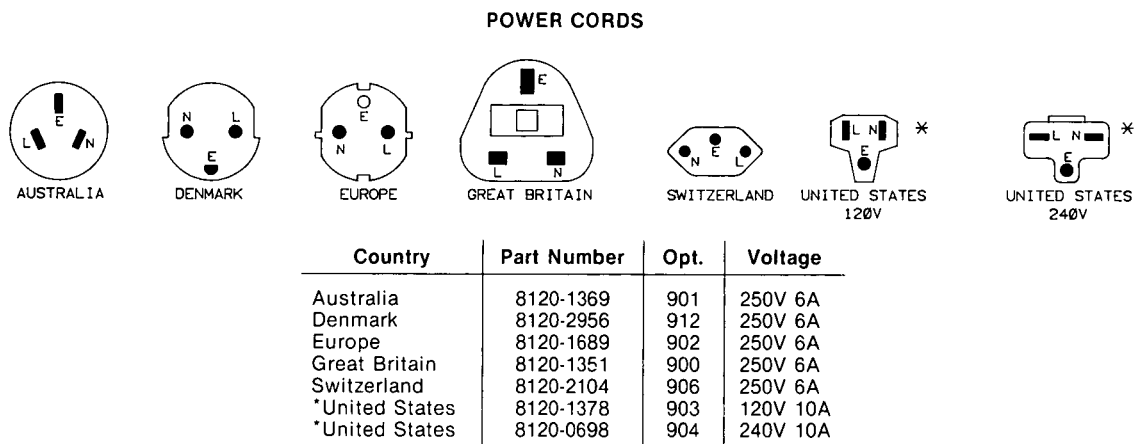 POWER CORDS
E
L N
AUSTRALIA
N L
E
DENMARK
E
N L
EUROPE
E
L N
GREAT BRITAIN
N E L
SWITZERLAND
L N *
E
UNITED STATES
120V
L N *
E
UNITED STATES
240V
Country Part Number Opt. Voltage
Australia 8120-1369 901 250V 6A
Denmark 8120-2956 912 250V 6A
Europe 8120-1689 902 250V 6A
Great Britain 8120-1351 900 250V 6A
Switzerland 8120-2104 906 250V 6A
*United States 8120-1378 903 120V 10A
*United States 8120-0698 904 240V 10A